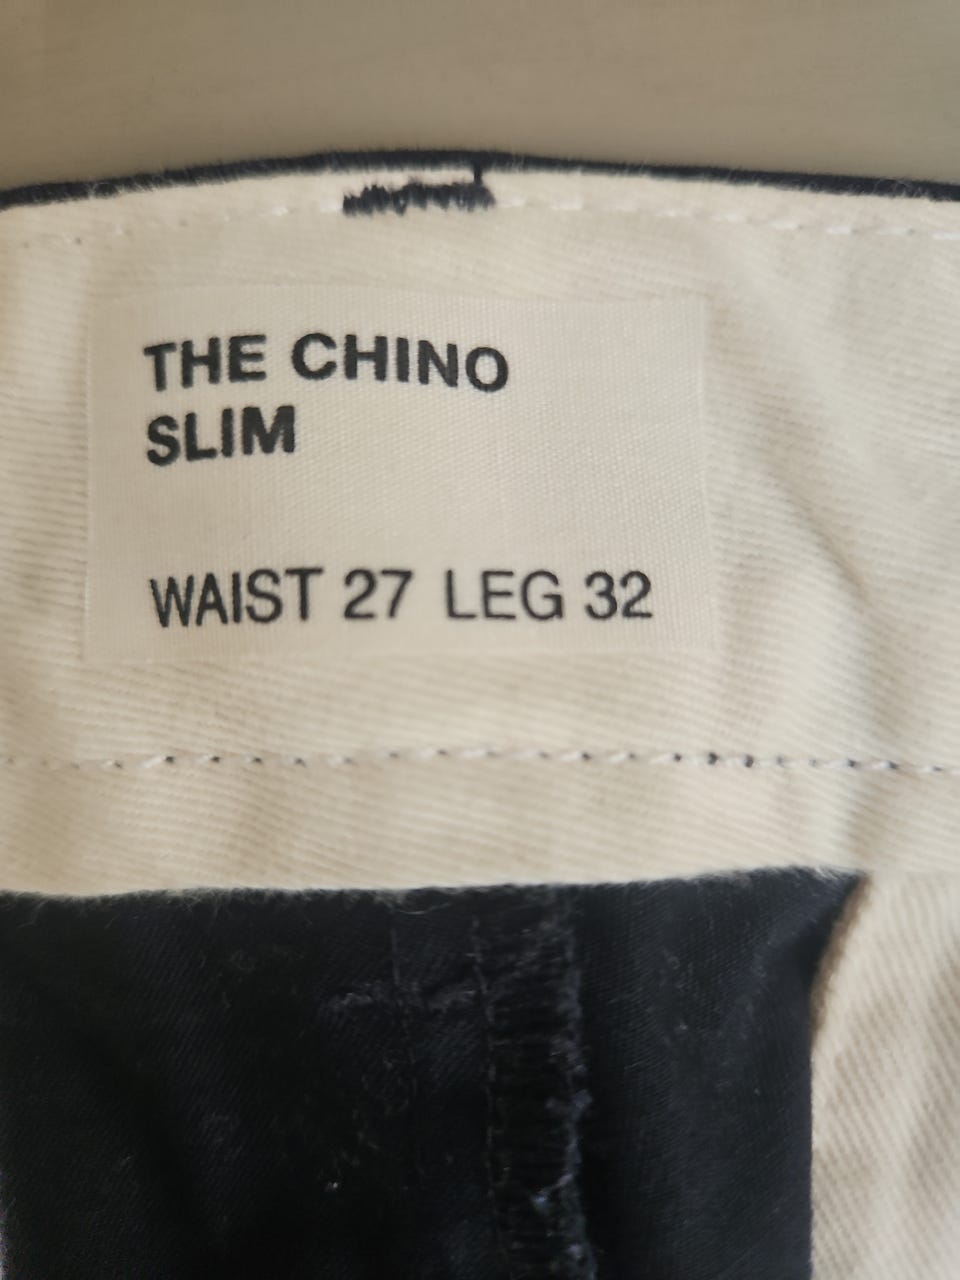 THE CHINO
SLIM
WAIST 27 LEG 32